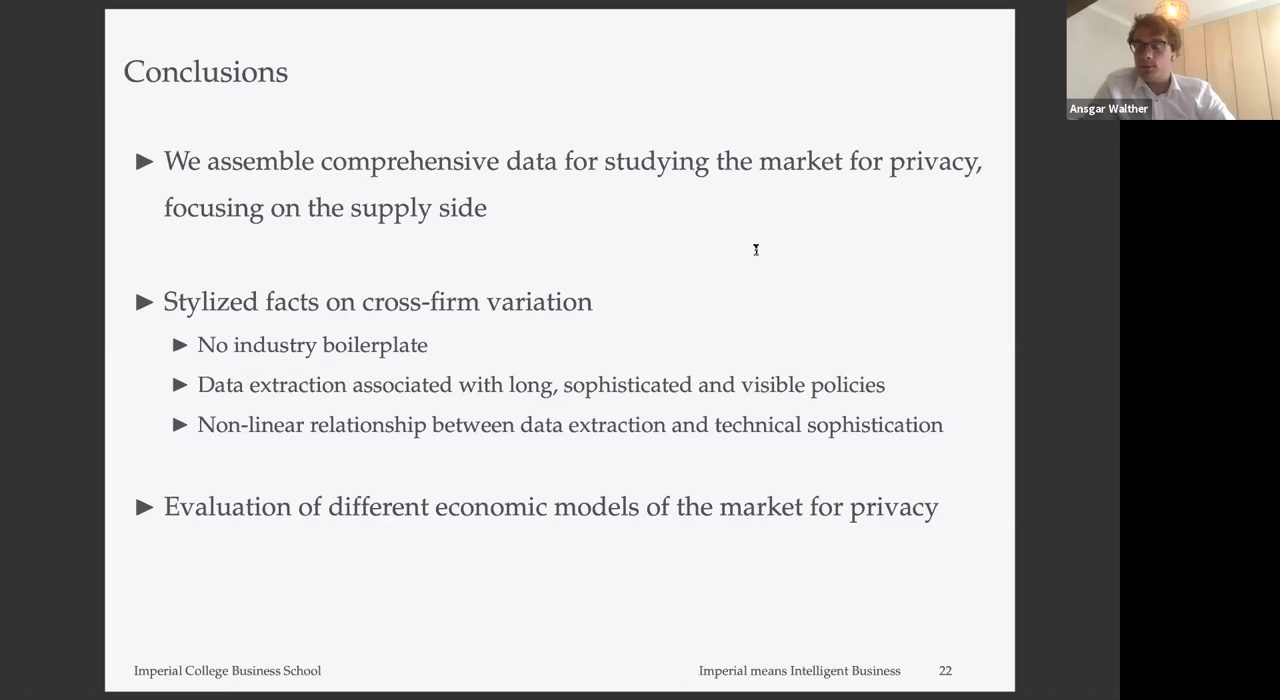 Conclusions
► We assemble comprehensive data for studying the market for privacy,
focusing on the supply side
► Stylized facts on cross-firm variation
► No industry boilerplate
► Data extraction associated with long, sophisticated and visible policies
► Non-linear relationship between data extraction and technical sophistication
► Evaluation of different economic models of the market for privacy
Imperial College Business School
Imperial means Intelligent Business
22
Ansgar Walther